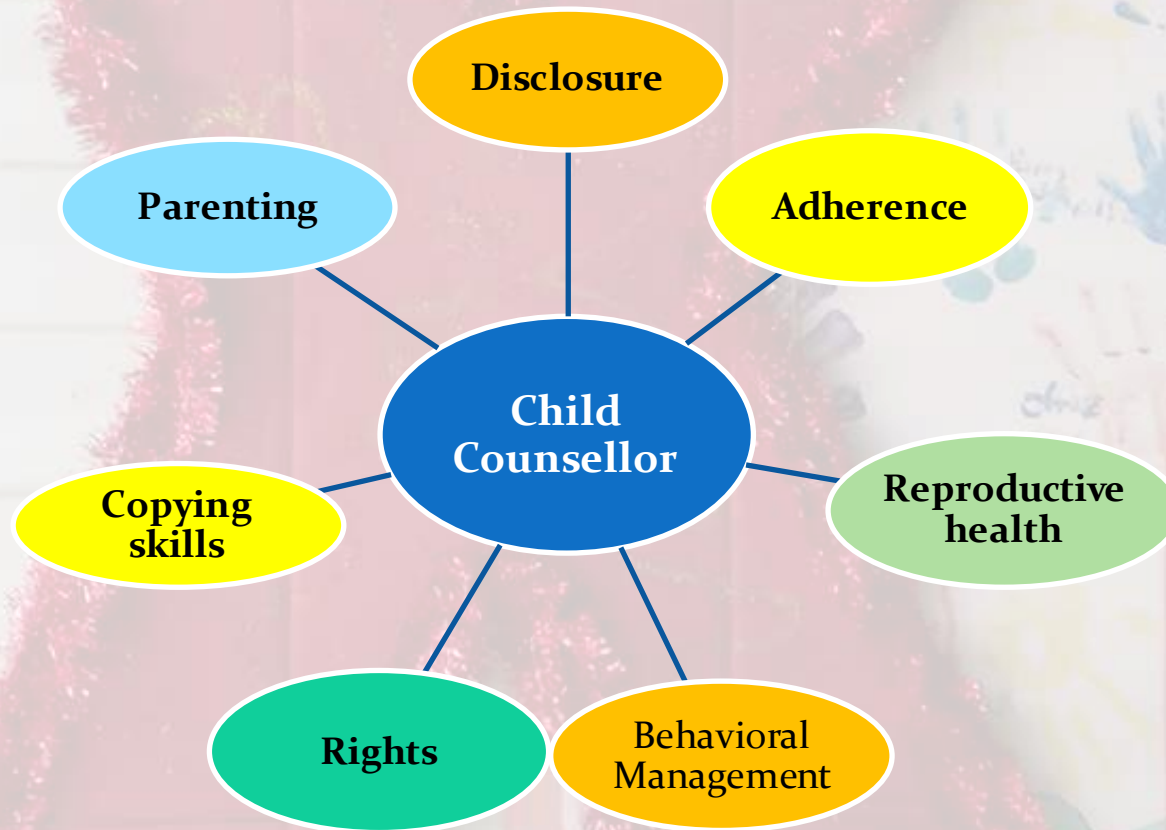 Disclosure
Parenting
Adherence
Child
Counsellor
Copying
skills
Reproductive
health
Rights
Behavioral
Management